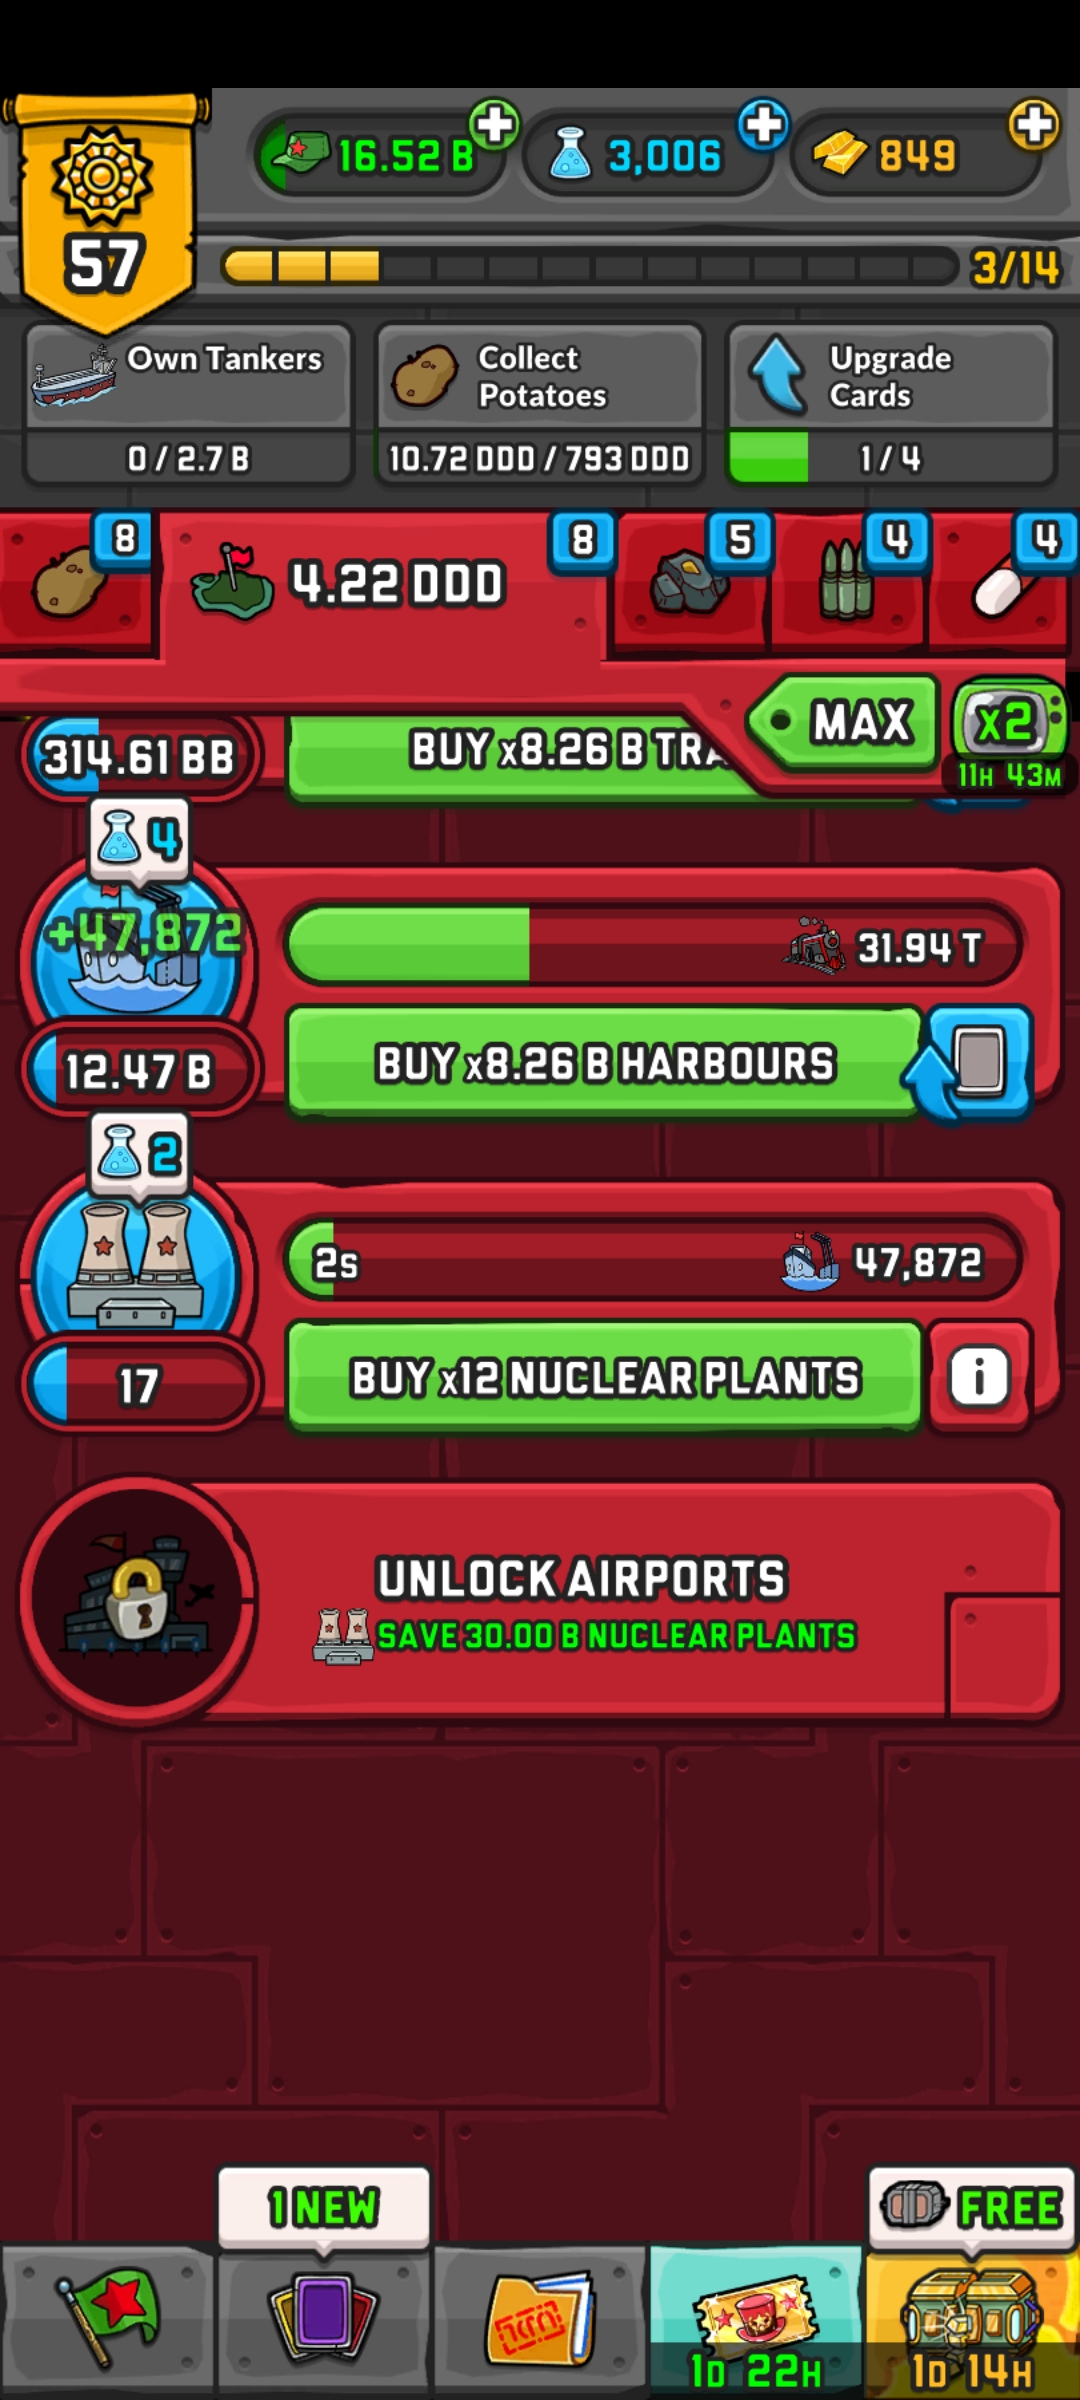 16.52 B
3,006
849
57
3/14
Own Tankers
Collect
Potatoes
Upgrade
Cards
0 / 2.7 B
10.72 DDD / 793 DDD
1 / 4
8
4.22 DDD
8
5
4
4
MAX
x2
11H 43M
314.61 BB
BUY x8.26 B TRA
4
+47,872
31.94 T
12.47 B
BUY x8.26 B HARBOURS
2
2s
47,872
17
BUY x12 NUCLEAR PLANTS
i
UNLOCK AIRPORTS
SAVE 30.00 B NUCLEAR PLANTS
1 NEW
FREE
1D 22H
1D 14H